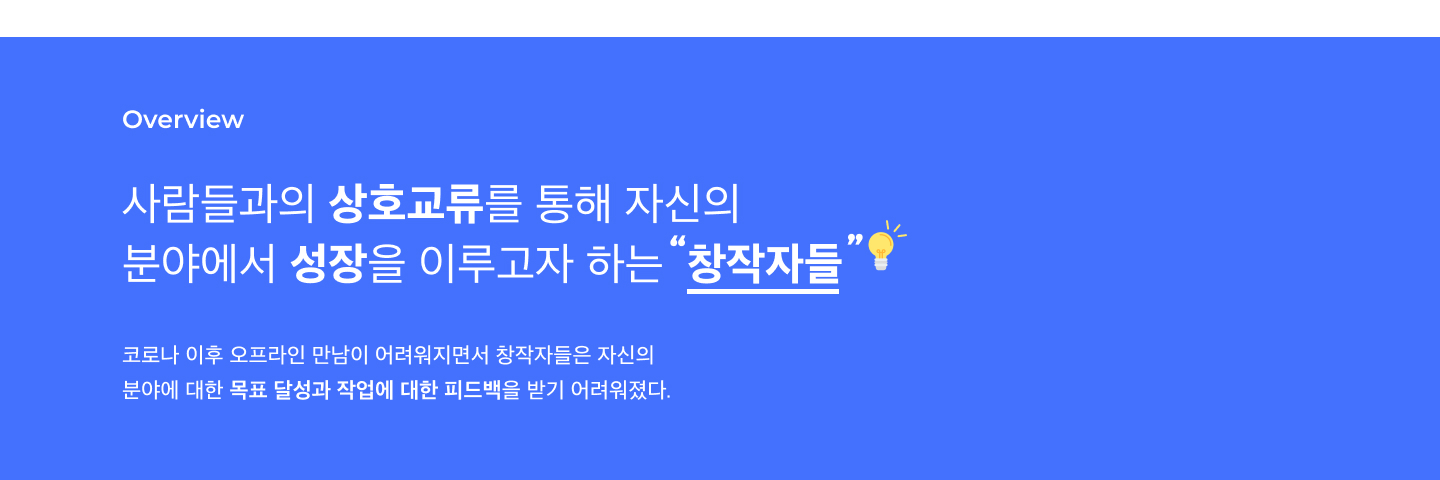 Overview
사람들과의 상호교류를 통해 자신의
분야에서 성장을 이루고자 하는 “창작자들”
코로나 이후 오프라인 만남이 어려워지면서 창작자들은 자신의
분야에 대한 목표 달성과 작업에 대한 피드백을 받기 어려워졌다.